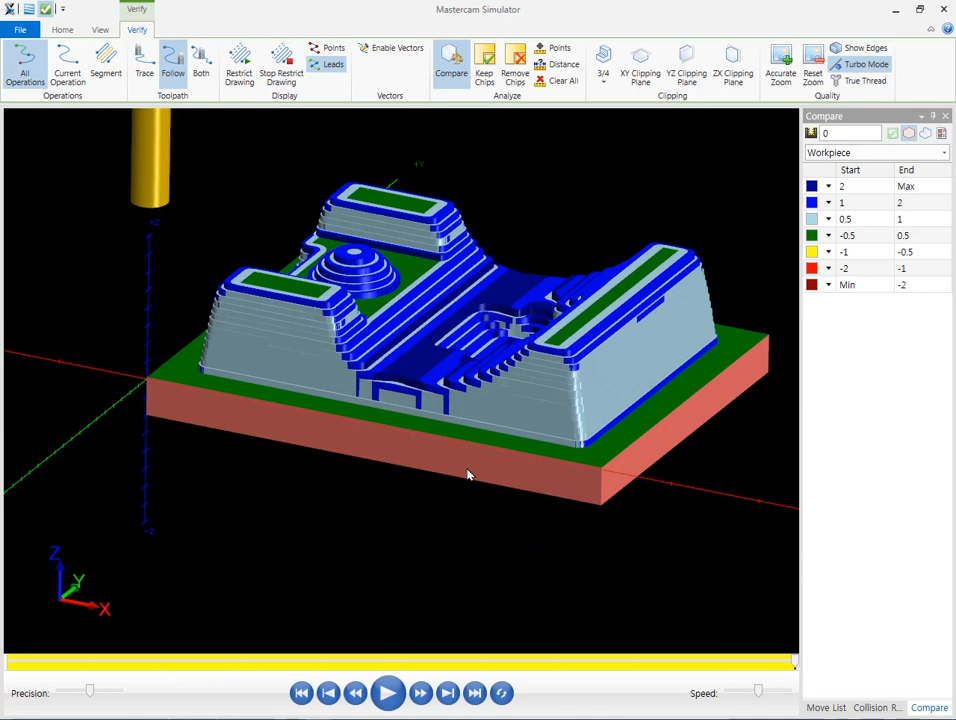 Verify
Mastercam Simulator
File Home View Verify
All Operations
Current Operation
Segment
Operations
Trace
Follow
Both
Toolpath
Restrict Drawing
Stop Restrict Drawing
Points
Leads
Display
Enable Vectors
Vectors
Compare
Keep Chips
Remove Chips
Points
Distance
Clear All
Analyze
3/4
XY Clipping Plane
YZ Clipping Plane
ZX Clipping Plane
Clipping
Accurate Zoom
Reset Zoom
Show Edges
Turbo Mode
True Thread
Quality
Compare
0
Workpiece
Start End
2 Max
1 2
0.5 1
-0.5 0.5
-1 -0.5
-2 -1
Min -2
+Y
Z
Y
X
Precision:
Speed:
Move List Collision R... Compare